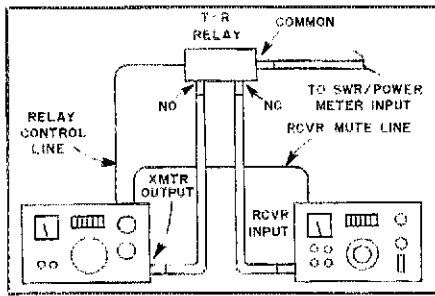 T-R
RELAY
COMMON
NO
NC
TO SWR/POWER
METER INPUT
RELAY
CONTROL
LINE
RCVR MUTE LINE
XMTR
OUTPUT
RCVR
INPUT